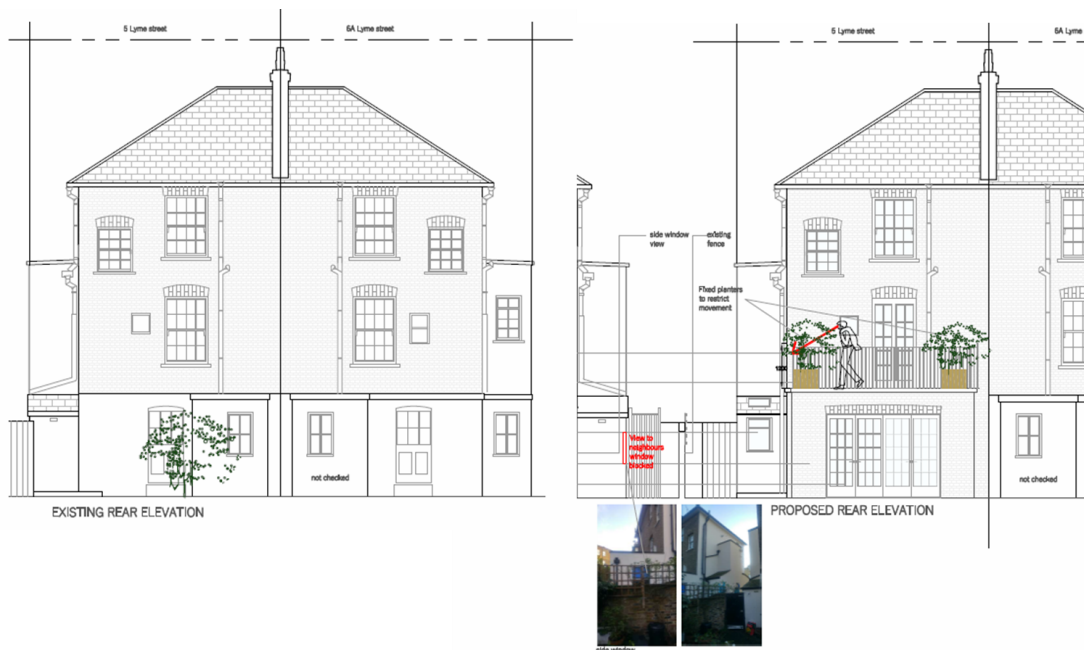 5 Lyme street
6A Lyme street
5 Lyme street
6A Lyme
side window
view
existing
fence
Fixed planters
to restrict
movement
View to
neighbours
window
blocked
not checked
not checked
EXISTING REAR ELEVATION
PROPOSED REAR ELEVATION
side window